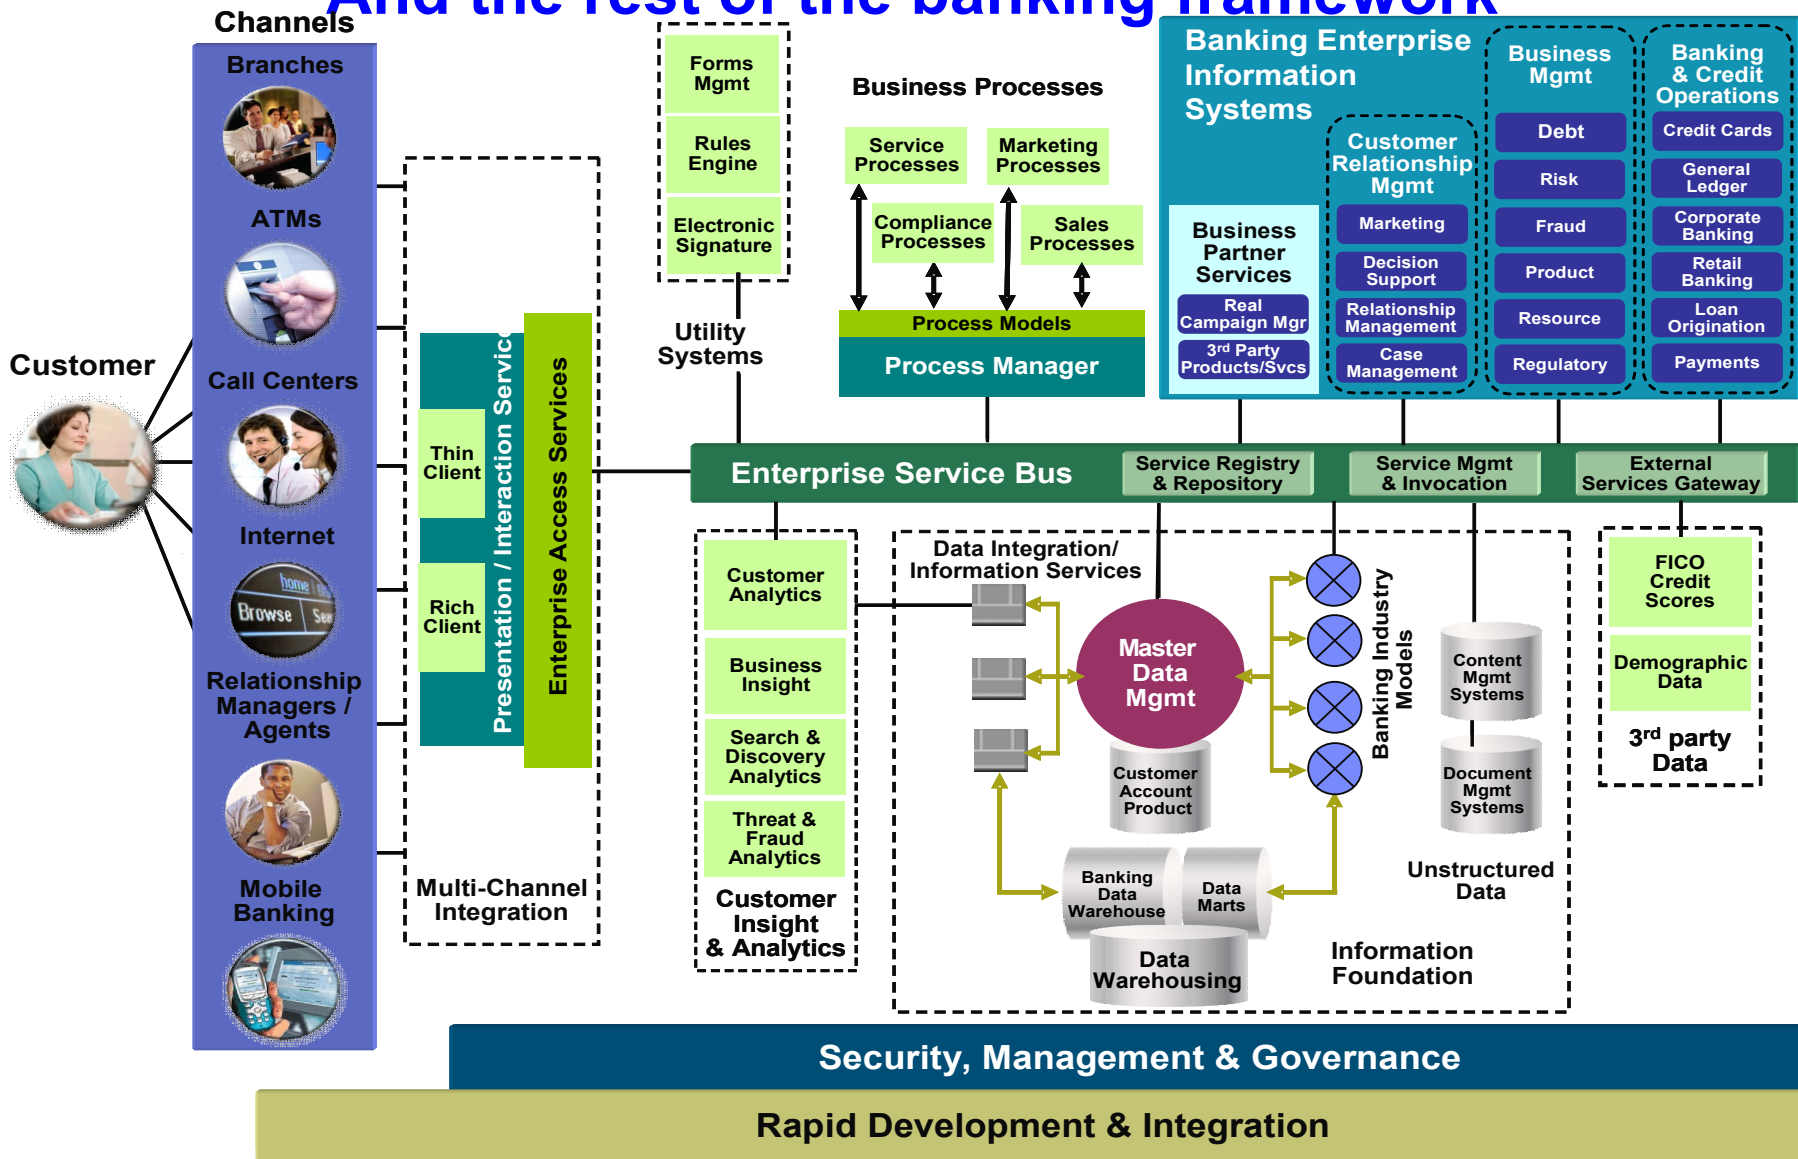 And the rest of the banking framework
Channels
Branches
ATMs
Call Centers
Internet
home
Browse
Relationship
Managers /
Agents
Mobile
Banking
Customer
Thin
Client
Rich
Client
Presentation / Interaction Servic
Enterprise Access Services
Multi-Channel
Integration
Forms
Mgmt
Rules
Engine
Electronic
Signature
Utility
Systems
Business Processes
Service
Processes
Marketing
Processes
Compliance
Processes
Sales
Processes
Process Models
Process Manager
Banking Enterprise
Information
Systems
Business
Partner
Services
Real
Campaign Mgr
3rd Party
Products/Svcs
Customer
Relationship
Mgmt
Marketing
Decision
Support
Relationship
Management
Case
Management
Business
Mgmt
Debt
Risk
Fraud
Product
Resource
Regulatory
Banking
& Credit
Operations
Credit Cards
General
Ledger
Corporate
Banking
Retail
Banking
Loan
Origination
Payments
Enterprise Service Bus
Service Registry
& Repository
Service Mgmt
& Invocation
External
Services Gateway
Customer
Analytics
Business
Insight
Search &
Discovery
Analytics
Threat &
Fraud
Analytics
Customer
Insight
& Analytics
Data Integration/
Information Services
Master
Data
Mgmt
Customer
Account
Product
Banking Industry
Models
Content
Mgmt
Systems
Document
Mgmt
Systems
Unstructured
Data
Banking
Data
Warehouse
Data
Marts
Data
Warehousing
Information
Foundation
FICO
Credit
Scores
Demographic
Data
3rd party
Data
Security, Management & Governance
Rapid Development & Integration